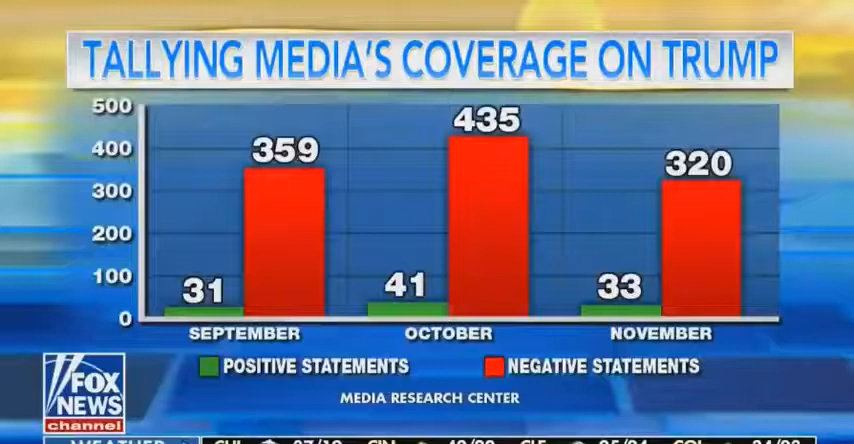 TALLYING MEDIA'S COVERAGE ON TRUMP
500
400
300
200
100
0
359
435
320
31
41
33
SEPTEMBER OCTOBER NOVEMBER
POSITIVE STATEMENTS NEGATIVE STATEMENTS
MEDIA RESEARCH CENTER
FOX
NEWS
channel